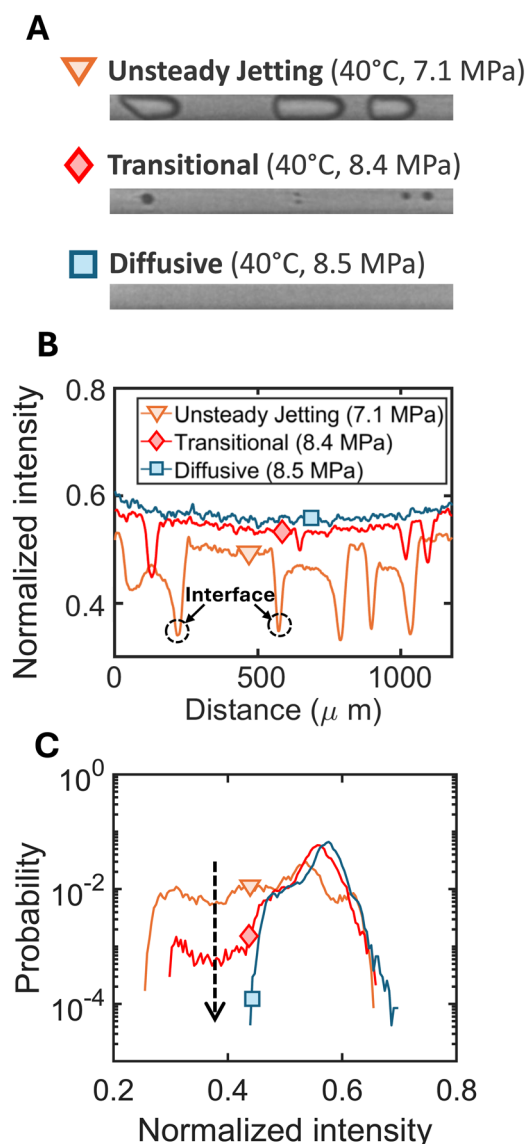 A
Unsteady Jetting (40°C, 7.1 MPa)
Transitional (40°C, 8.4 MPa)
Diffusive (40°C, 8.5 MPa)
B
Normalized intensity
0.8
0.6
0.4
Unsteady Jetting (7.1 MPa)
Transitional (8.4 MPa)
Diffusive (8.5 MPa)
Interface
0
500
1000
Distance (μ m)
C
Probability
10^0
10^-2
10^-4
0.2
0.4
0.6
0.8
Normalized intensity